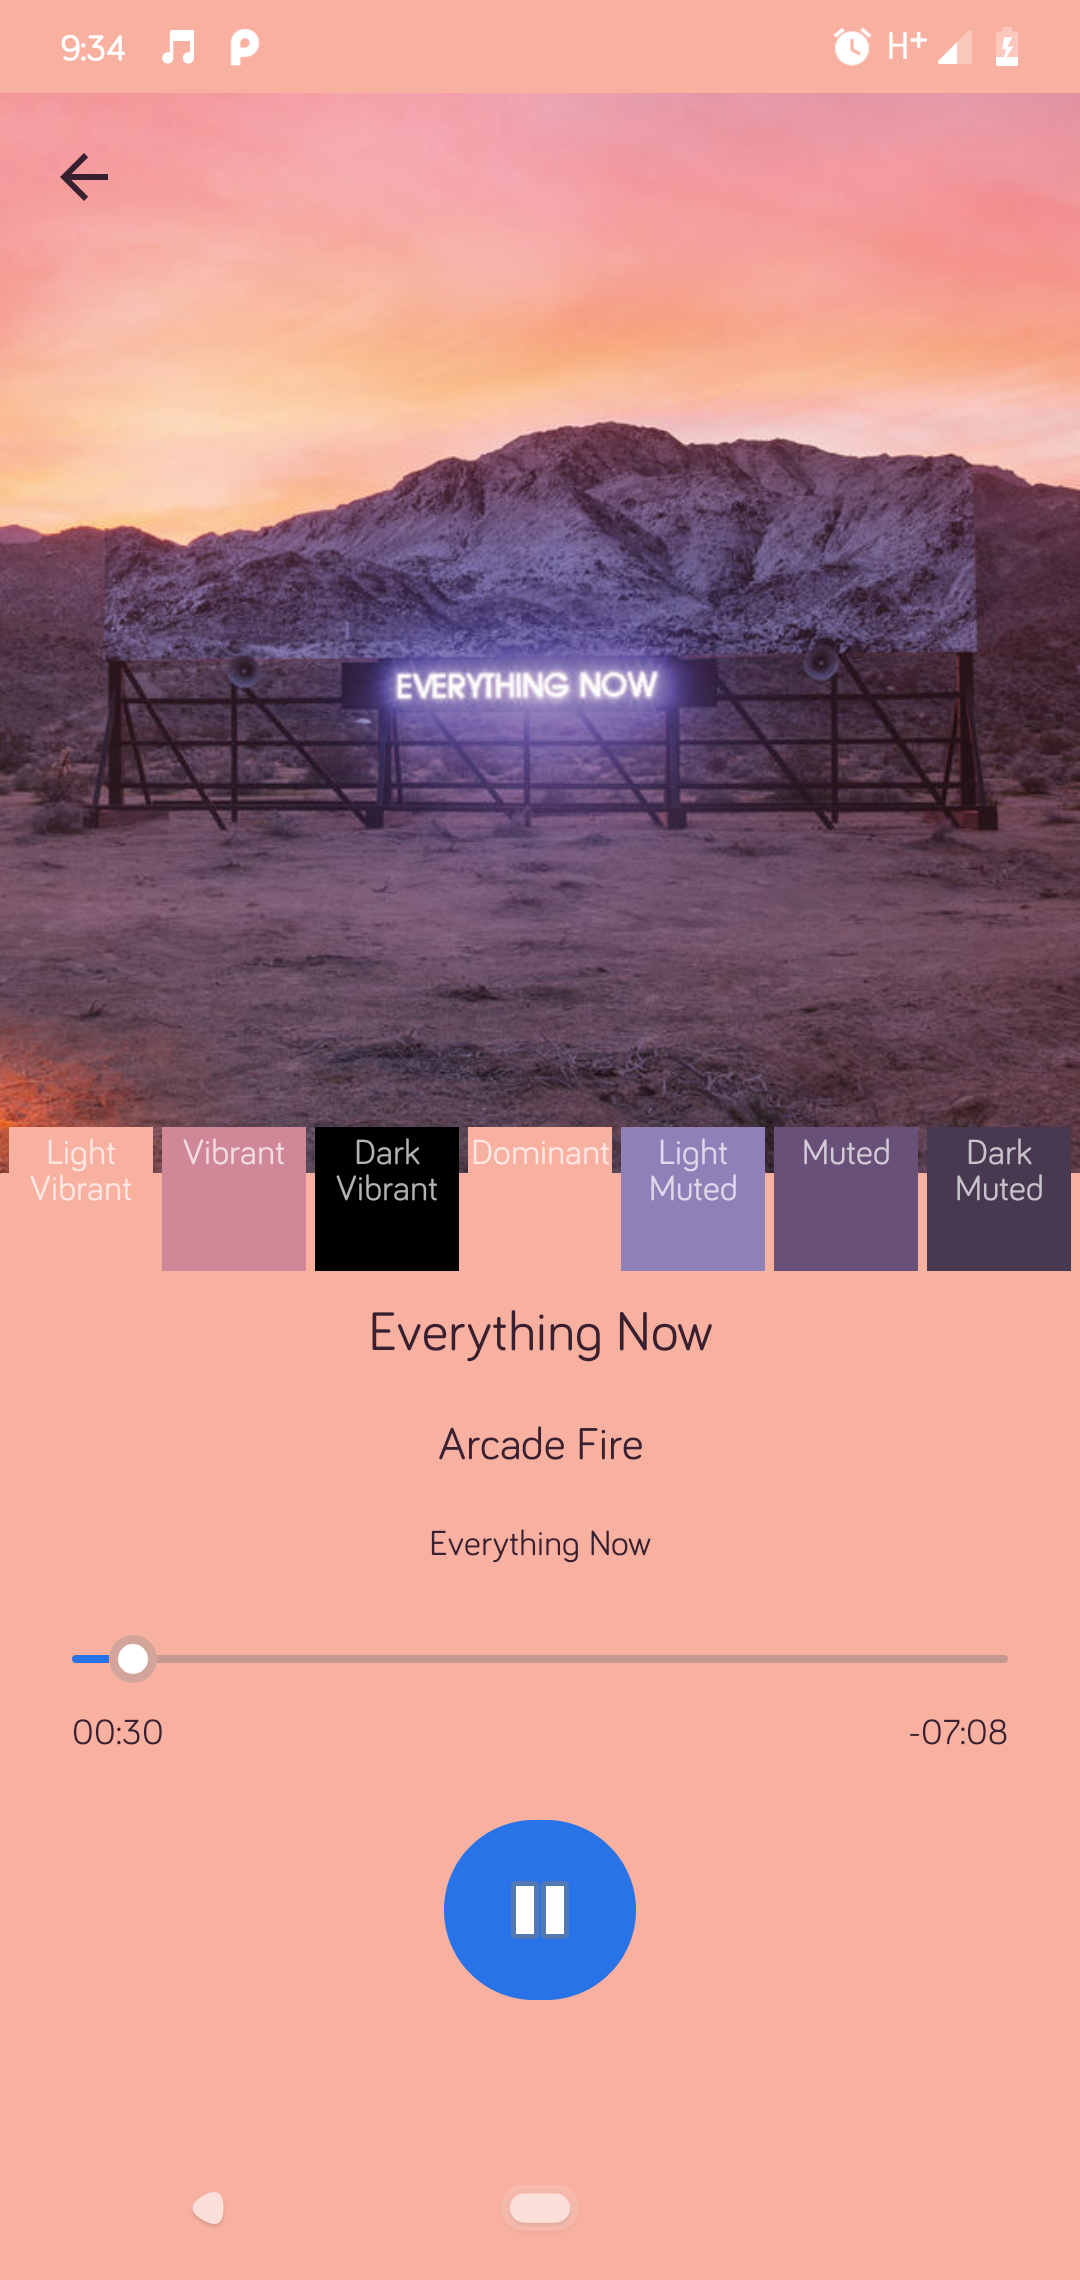 9:34
H+
EVERYTHING NOW
Light
Vibrant
Vibrant
Dark
Vibrant
Dominant
Light
Muted
Muted
Dark
Muted
Everything Now
Arcade Fire
Everything Now
00:30
-07:08